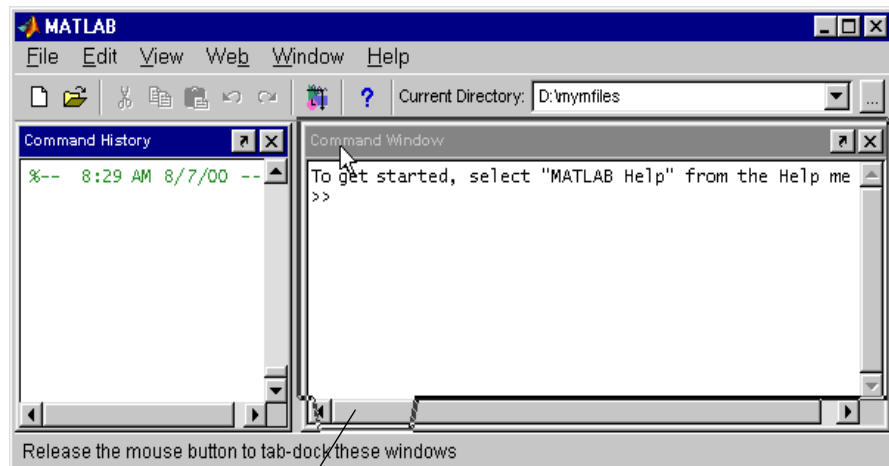 MATLAB
File Edit View Web Window Help
? Current Directory: D:\mymfiles ...
Command History
Command Window
%-- 8:29 AM 8/7/00 --
To get started, select "MATLAB Help" from the Help me
>>
Release the mouse button to tab-dock these windows